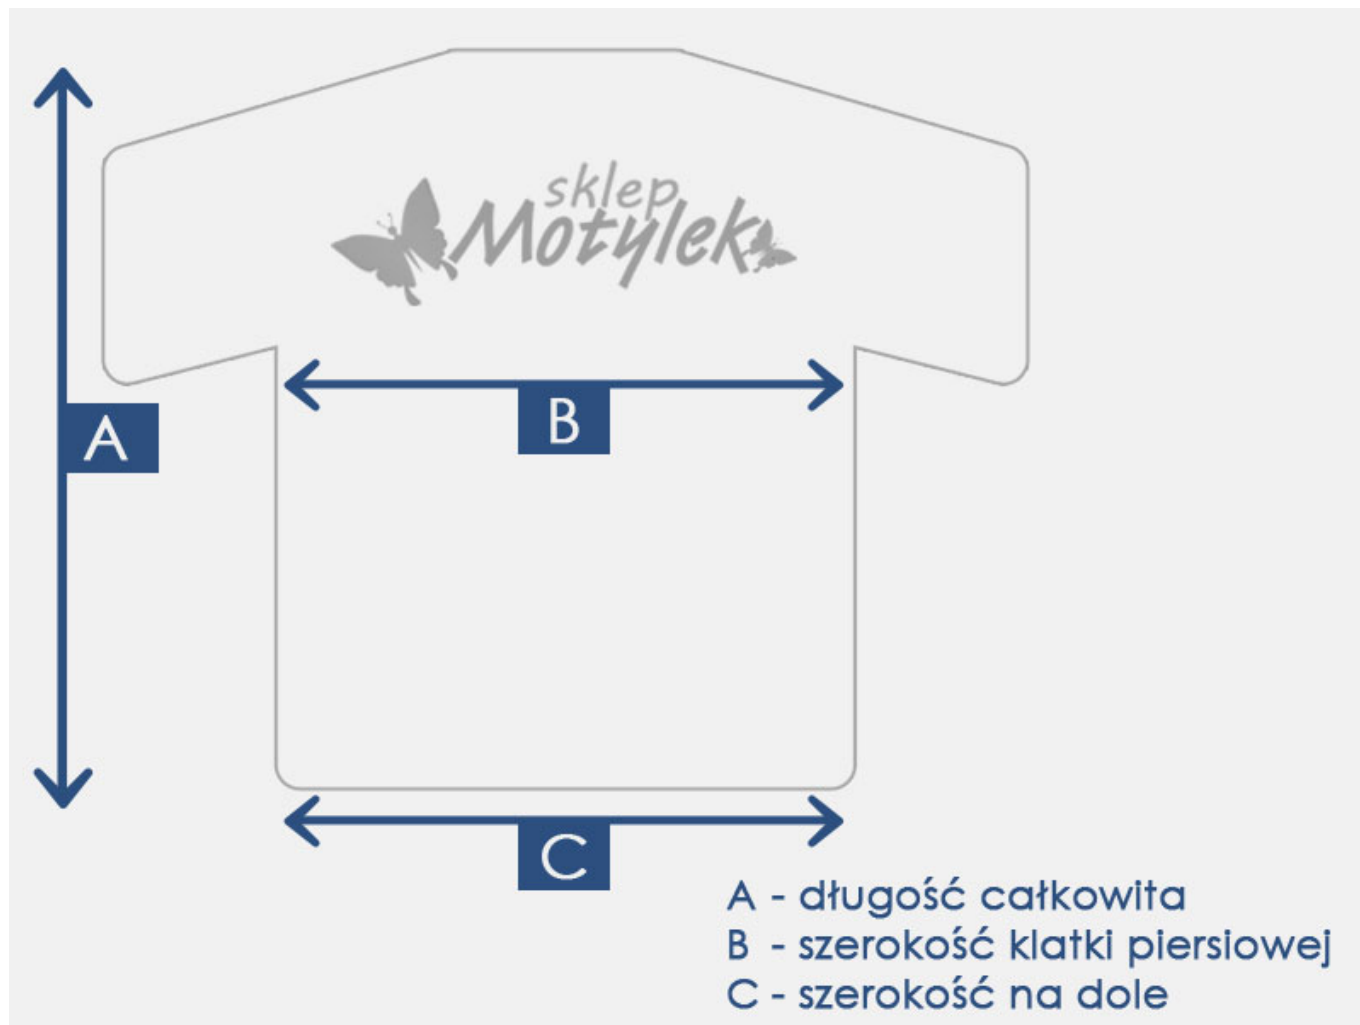 sklep
Motylek
A
B
C
A - długość całkowita
B - szerokość klatki piersiowej
C - szerokość na dole